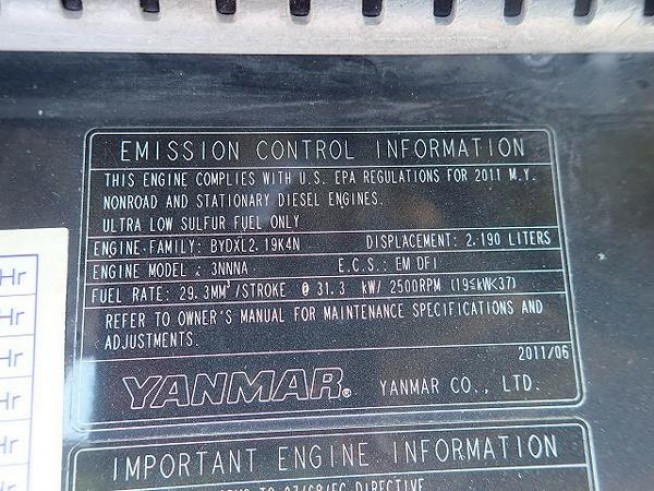 EMISSION CONTROL INFORMATION
THIS ENGINE COMPLIES WITH U.S. EPA REGULATIONS FOR 2011 M.Y.
NONROAD AND STATIONARY DIESEL ENGINES.
ULTRA LOW SULFUR FUEL ONLY
ENGINE FAMILY: BYDXL2.19K4N DISPLACEMENT: 2.190 LITERS
ENGINE MODEL : 3NNNA E.C.S.: EM DFI
FUEL RATE: 29.3MM³/STROKE @ 31.3 kW/ 2500RPM (19≤kW<37)
REFER TO OWNER'S MANUAL FOR MAINTENANCE SPECIFICATIONS AND
ADJUSTMENTS.
2011/06
YANMAR® YANMAR CO., LTD.
IMPORTANT ENGINE INFORMATION
DIRECTIVE
Hr
Hr
Hr
Hr
Hr
Hr